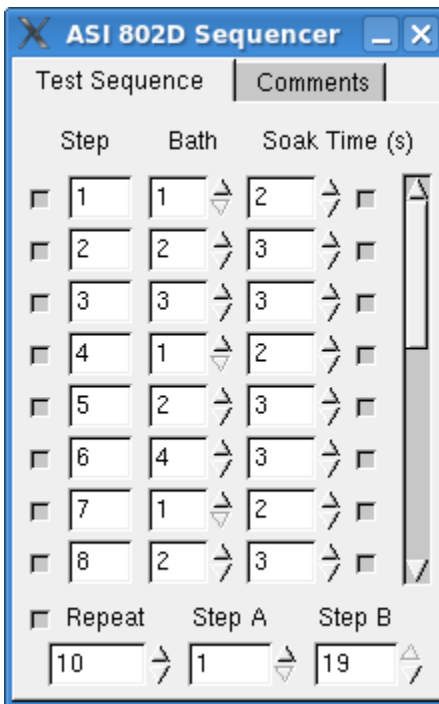 ASI 802D Sequencer
Test Sequence Comments
Step Bath Soak Time (s)
1 1 2
2 2 3
3 3 3
4 1 2
5 2 3
6 4 3
7 1 2
8 2 3
Repeat Step A Step B
10 1 19